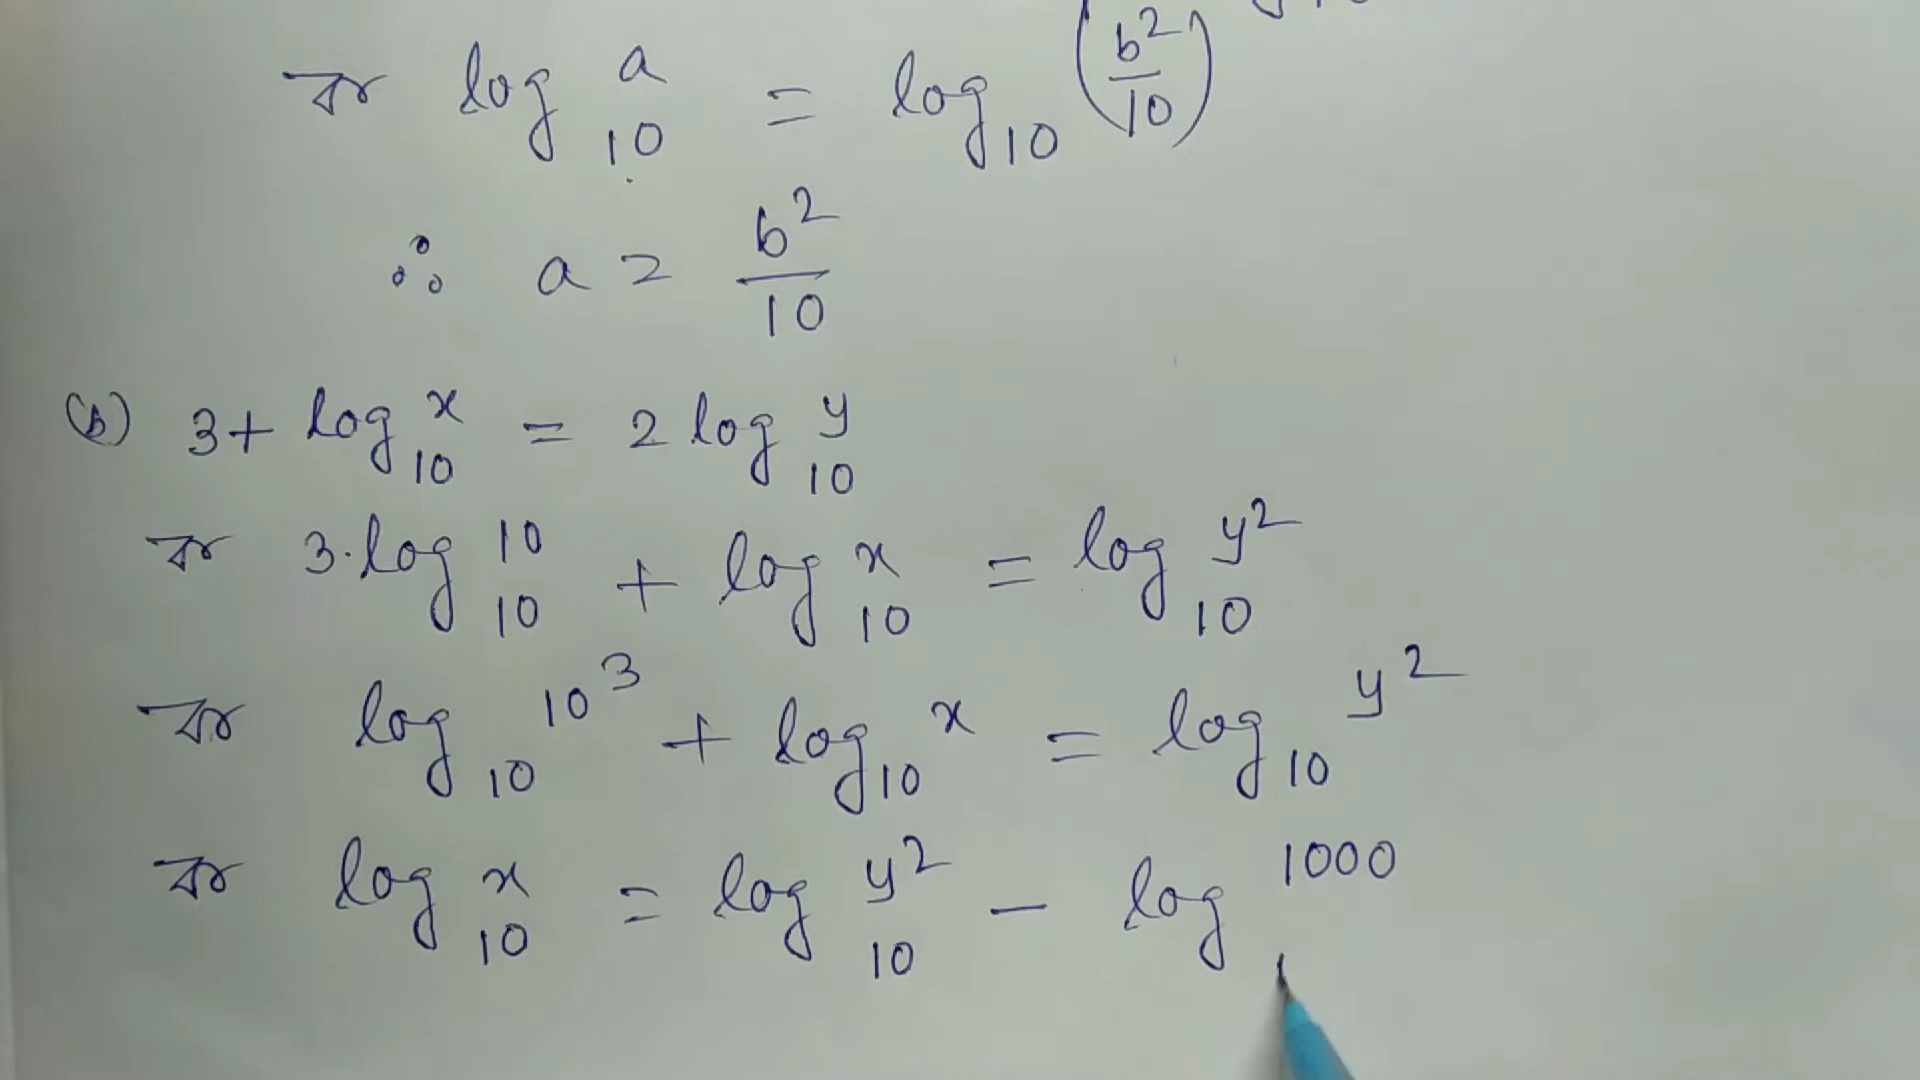 বা log₁₀ a = log₁₀ (b²/10)
∴ a = b²/10
(b) 3 + log₁₀ x = 2 log₁₀ y
বা 3·log₁₀ 10 + log₁₀ x = log₁₀ y²
বা log₁₀ 10³ + log₁₀ x = log₁₀ y²
বা log₁₀ x = log₁₀ y² − log₁ 1000